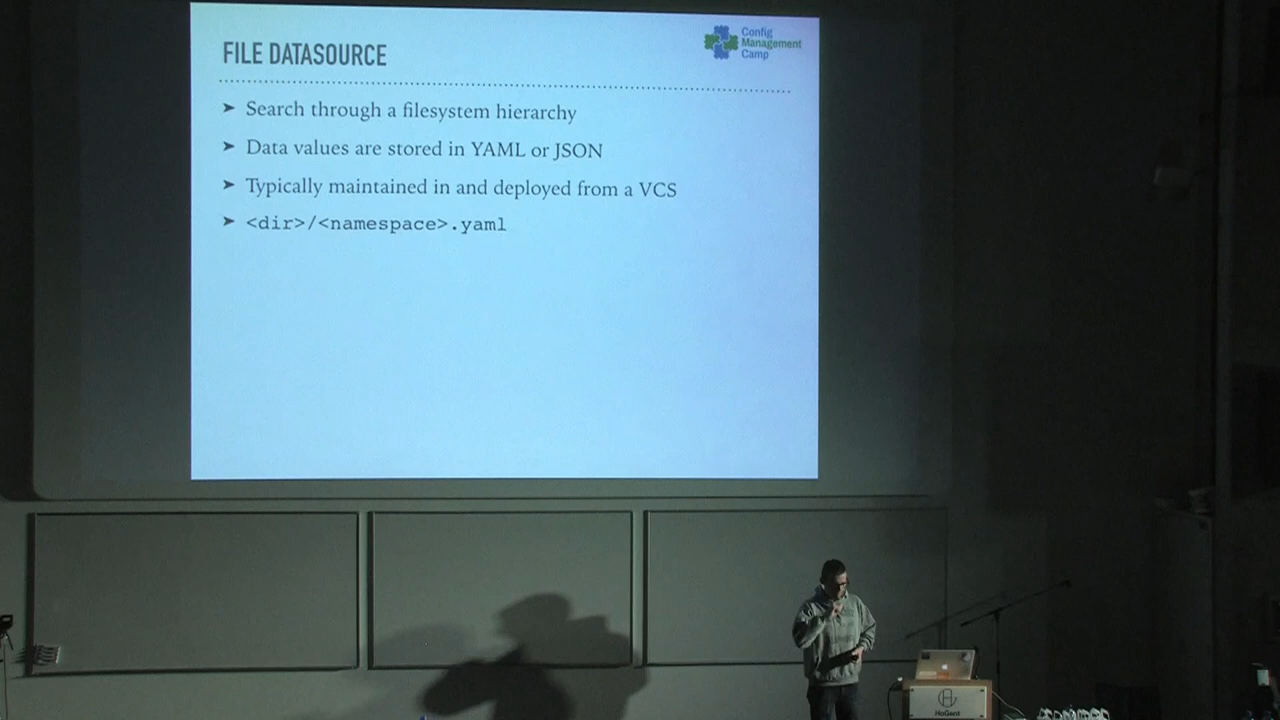 FILE DATASOURCE
Config
Management
Camp
➤ Search through a filesystem hierarchy
➤ Data values are stored in YAML or JSON
➤ Typically maintained in and deployed from a VCS
➤ <dir>/<namespace>.yaml
HoGent